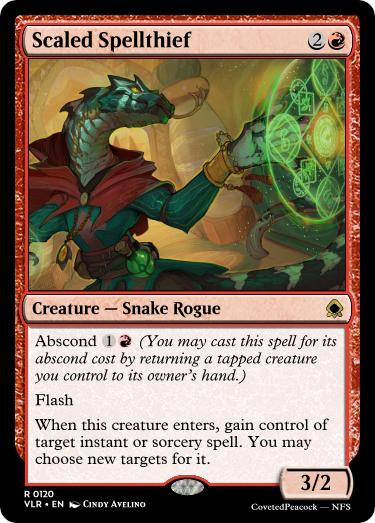 Scaled Spellthief 2
Creature — Snake Rogue
Abscond 1 (You may cast this spell for its
abscond cost by returning a tapped creature
you control to its owner's hand.)
Flash
When this creature enters, gain control of
target instant or sorcery spell. You may
choose new targets for it.
3/2
R 0120
VLR • EN Cindy Avelino
CovetedPeacock — NFS